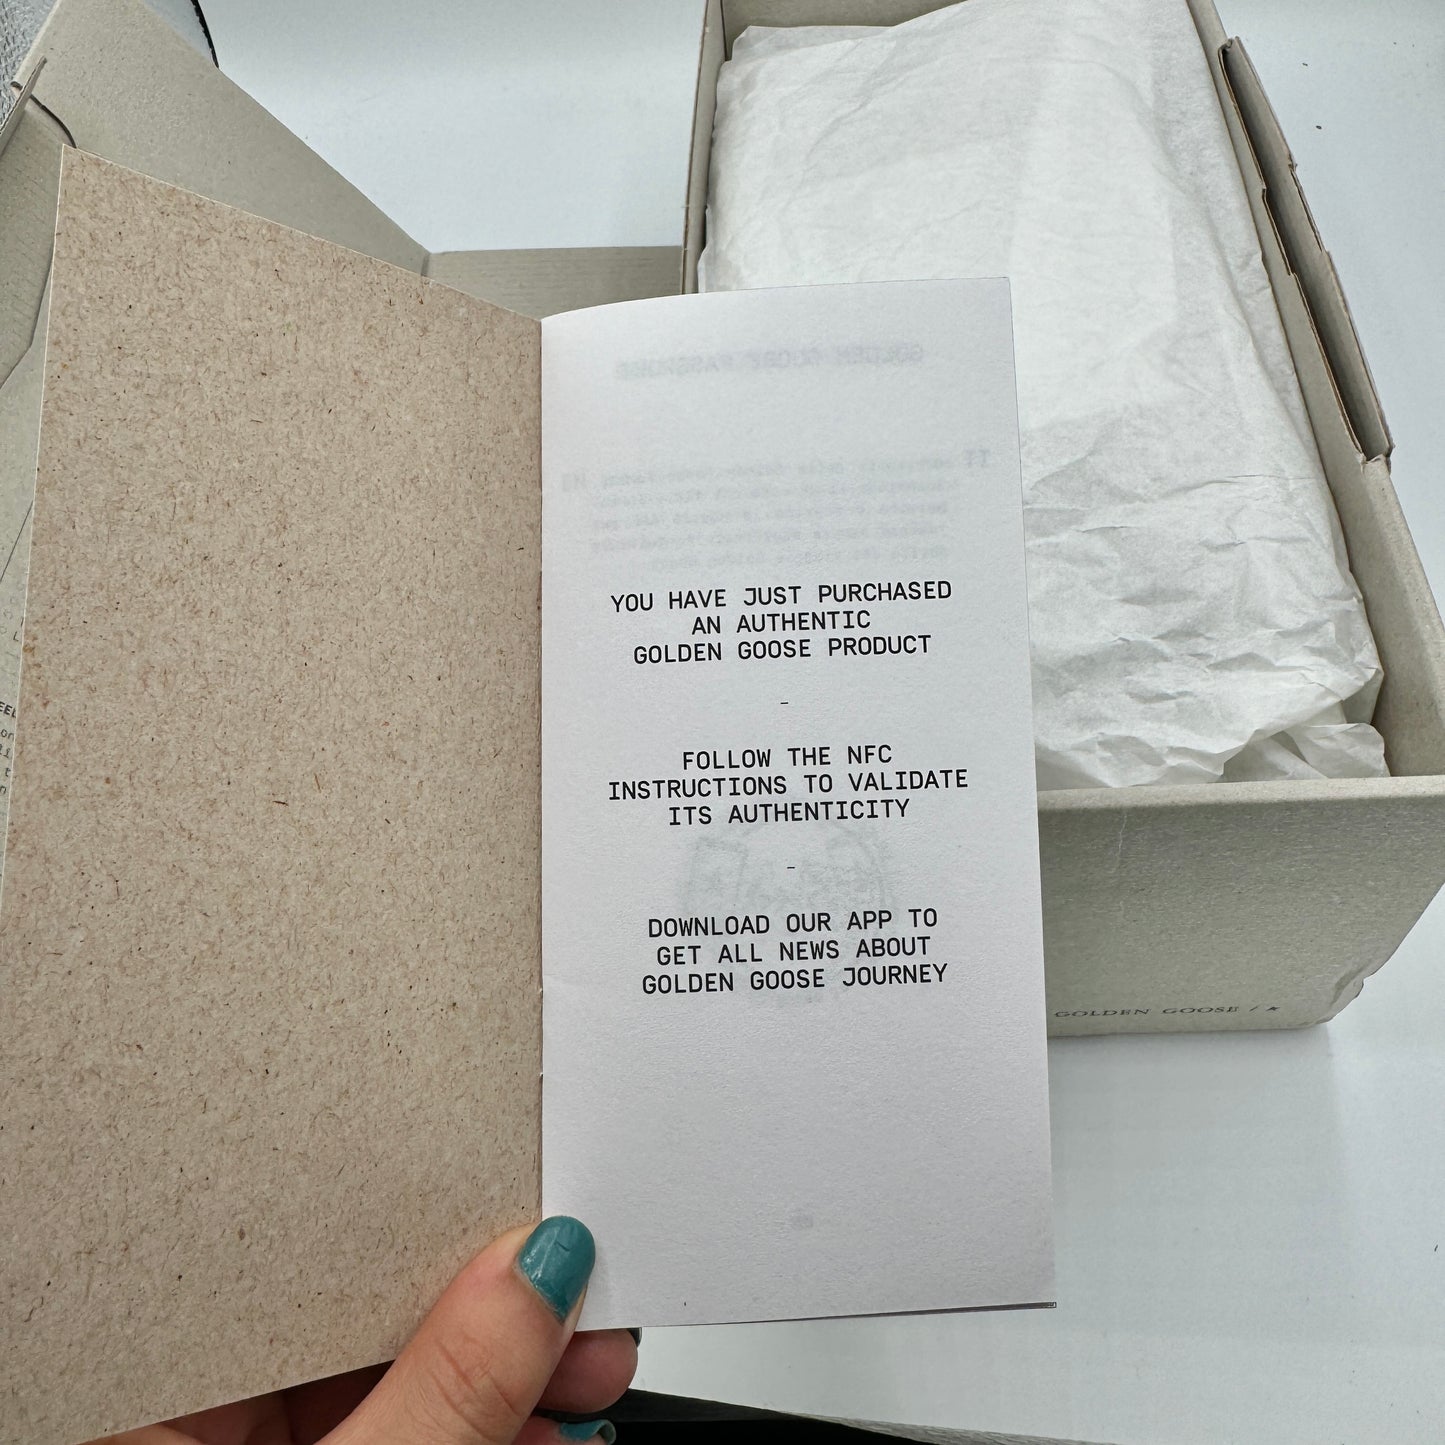 YOU HAVE JUST PURCHASED
AN AUTHENTIC
GOLDEN GOOSE PRODUCT
-
FOLLOW THE NFC
INSTRUCTIONS TO VALIDATE
ITS AUTHENTICITY
-
DOWNLOAD OUR APP TO
GET ALL NEWS ABOUT
GOLDEN GOOSE JOURNEY
GOLDEN GOOSE /